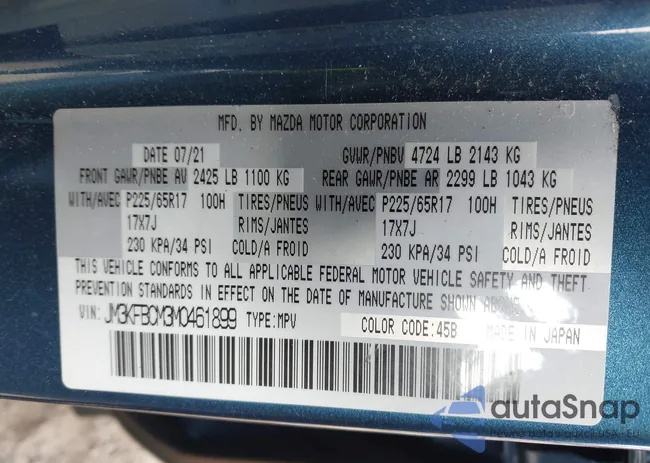 MFD. BY MAZDA MOTOR CORPORATION
DATE 07/21 GVWR/PNBV 4724 LB 2143 KG
FRONT GAWR/PNBE AV 2425 LB 1100 KG REAR GAWR/PNBE AR 2299 LB 1043 KG
WITH/AVEC P225/65R17 100H TIRES/PNEUS WITH/AVEC P225/65R17 100H TIRES/PNEUS
17X7J RIMS/JANTES 17X7J RIMS/JANTES
230 KPA/34 PSI COLD/A FROID 230 KPA/34 PSI COLD/A FROID
THIS VEHICLE CONFORMS TO ALL APPLICABLE FEDERAL MOTOR VEHICLE SAFETY AND THEFT
PREVENTION STANDARDS IN EFFECT ON THE DATE OF MANUFACTURE SHOWN ABOVE.
VIN: JM3KFBCM3M0461899 TYPE:MPV COLOR CODE:45B MADE IN JAPAN
autoSnap